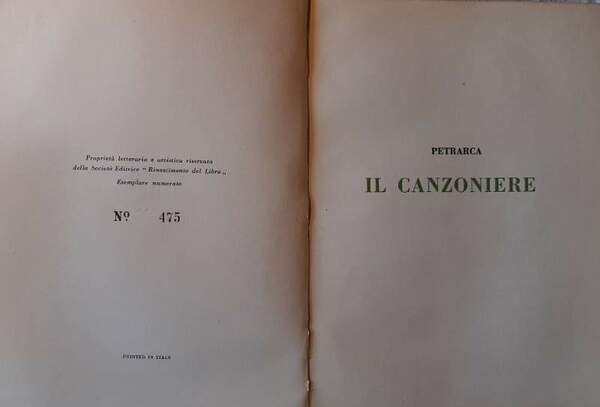 Proprietà letteraria e artistica riservata
della Società Editrice "Rinascimento del Libro„
Esemplare numerato
Nº 475
PRINTED IN ITALY
PETRARCA
IL CANZONIERE